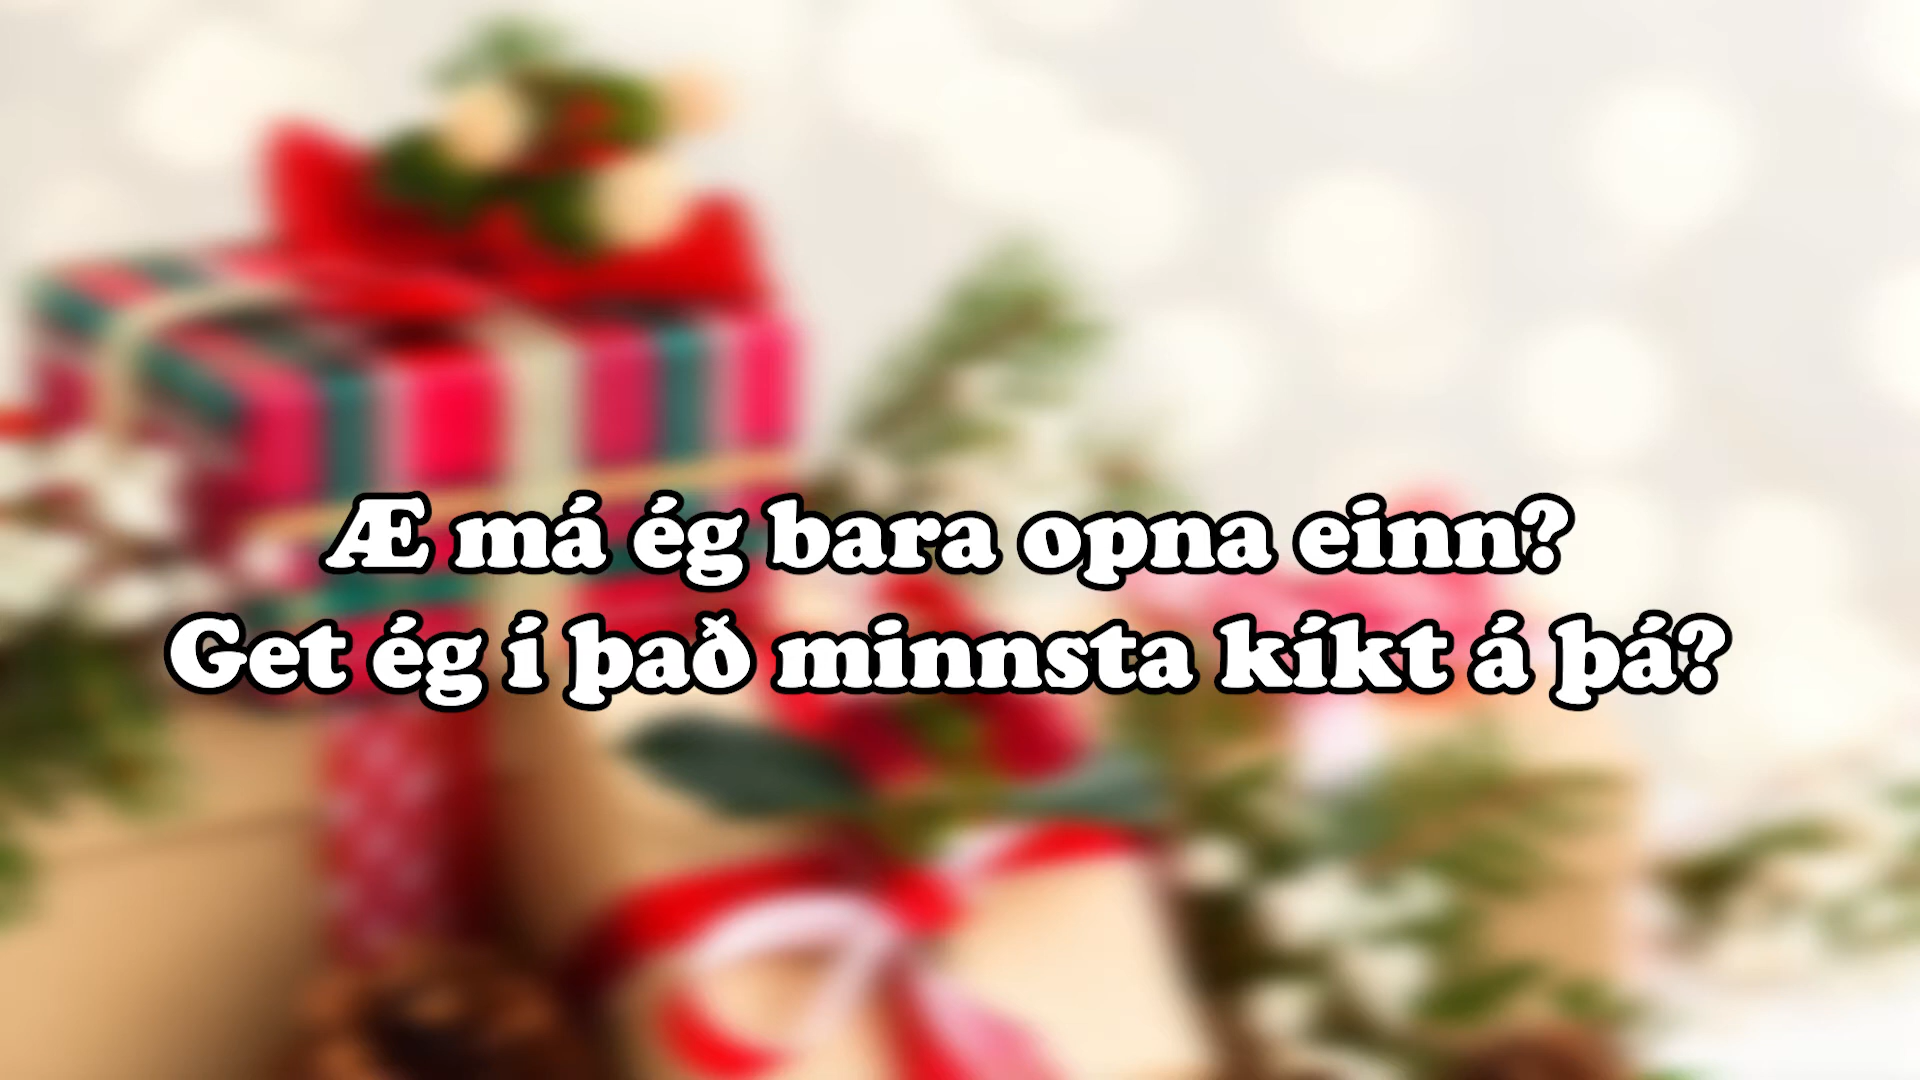 Æ má ég bara opna einn?
Get ég í það minnsta kíkt á þá?